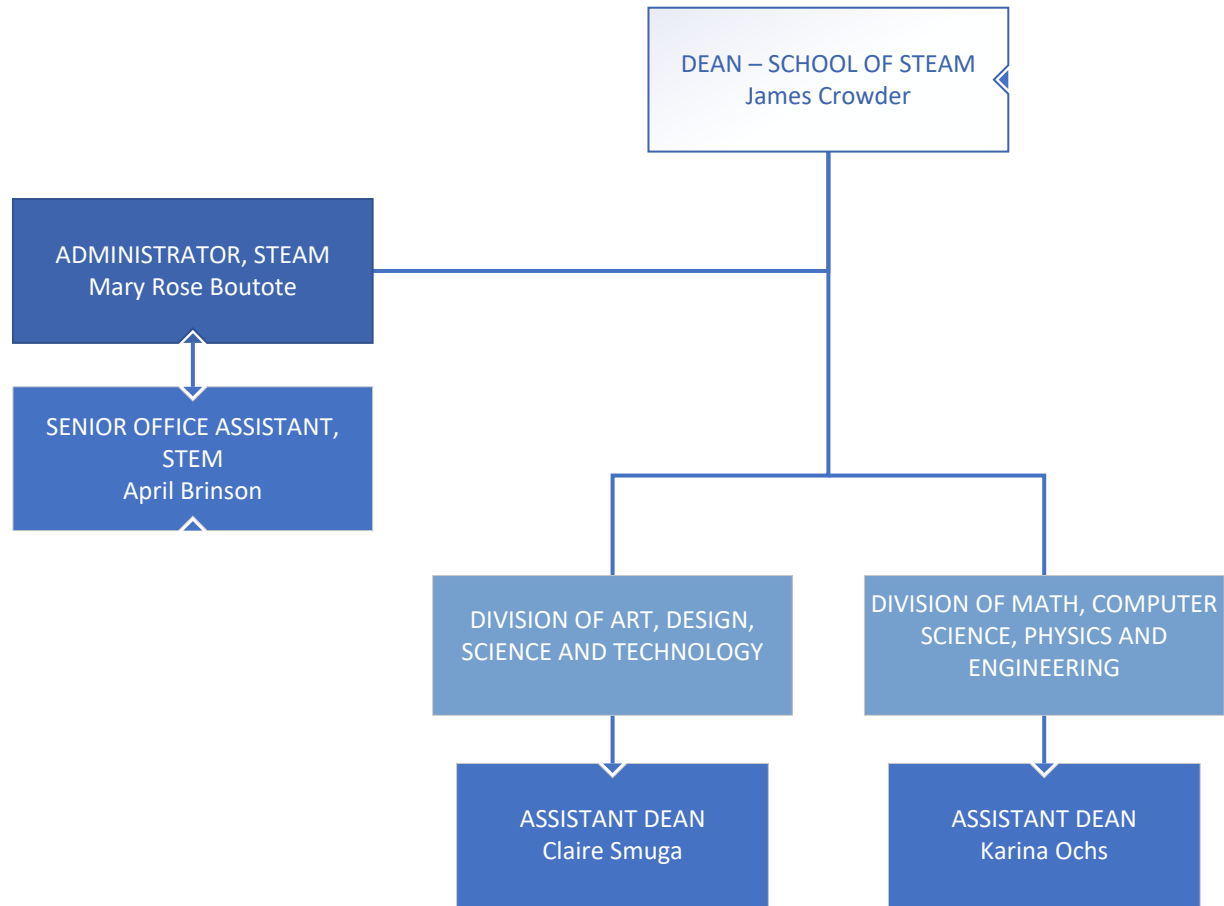 DEAN – SCHOOL OF STEAM
James Crowder
ADMINISTRATOR, STEAM
Mary Rose Boutote
SENIOR OFFICE ASSISTANT,
STEM
April Brinson
DIVISION OF ART, DESIGN,
SCIENCE AND TECHNOLOGY
DIVISION OF MATH, COMPUTER
SCIENCE, PHYSICS AND
ENGINEERING
ASSISTANT DEAN
Claire Smuga
ASSISTANT DEAN
Karina Ochs